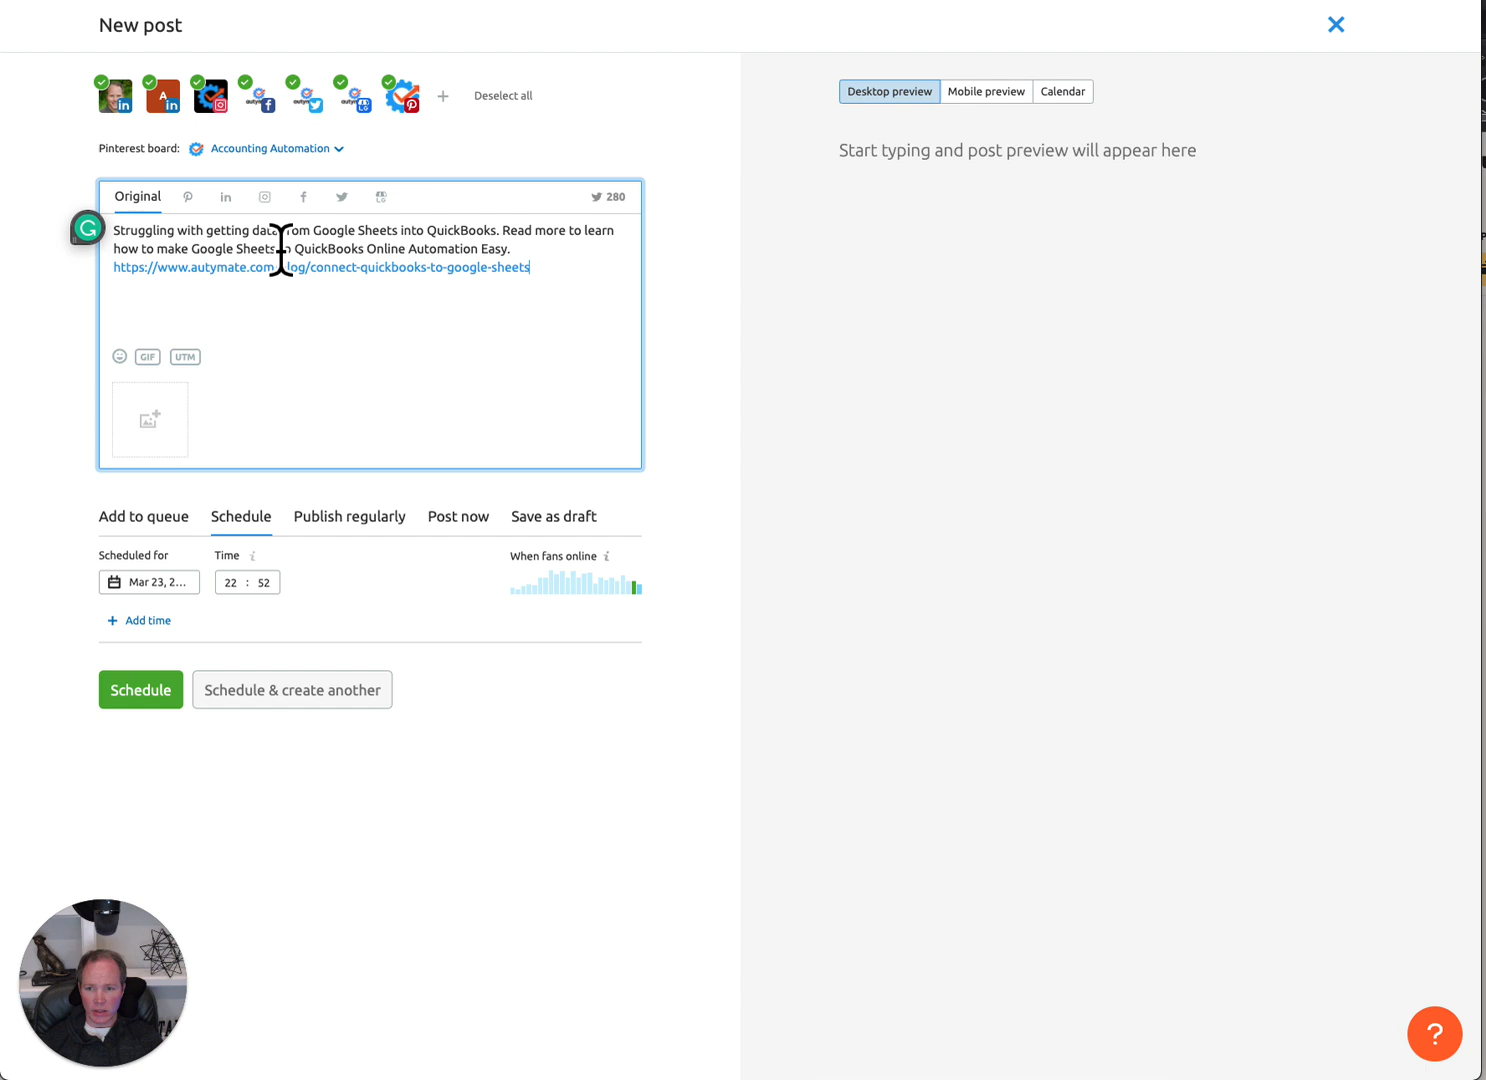 New post
Deselect all
Desktop preview
Mobile preview
Calendar
Pinterest board:
Accounting Automation
Start typing and post preview will appear here
Original
280
Struggling with getting data from Google Sheets into QuickBooks. Read more to learn
how to make Google Sheets to QuickBooks Online Automation Easy.
https://www.autymate.com/blog/connect-quickbooks-to-google-sheets
GIF
UTM
Add to queue
Schedule
Publish regularly
Post now
Save as draft
Scheduled for
Time
When fans online
Mar 23, 2...
22 : 52
+ Add time
Schedule
Schedule & create another
?